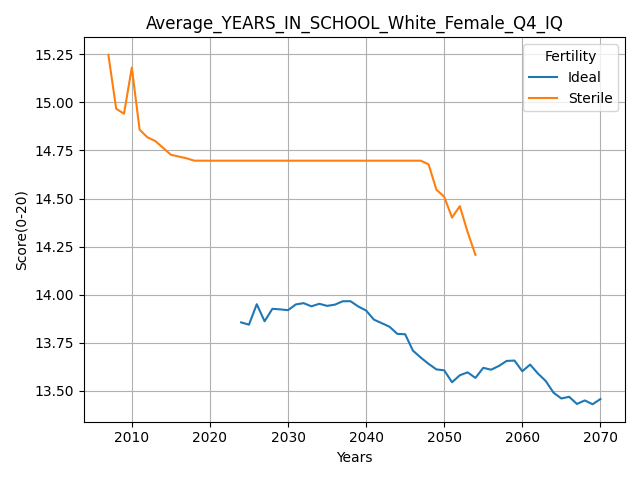 Average_YEARS_IN_SCHOOL_White_Female_Q4_IQ
Fertility
Ideal
Sterile
Score(0-20)
15.25
15.00
14.75
14.50
14.25
14.00
13.75
13.50
2010 2020 2030 2040 2050 2060 2070
Years